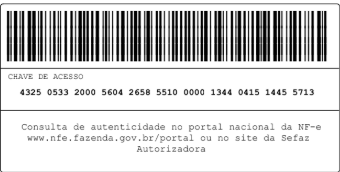 CHAVE DE ACESSO
4325 0533 2000 5604 2658 5510 0000 1344 0415 1445 5713
Consulta de autenticidade no portal nacional da NF-e
www.nfe.fazenda.gov.br/portal ou no site da Sefaz
Autorizadora